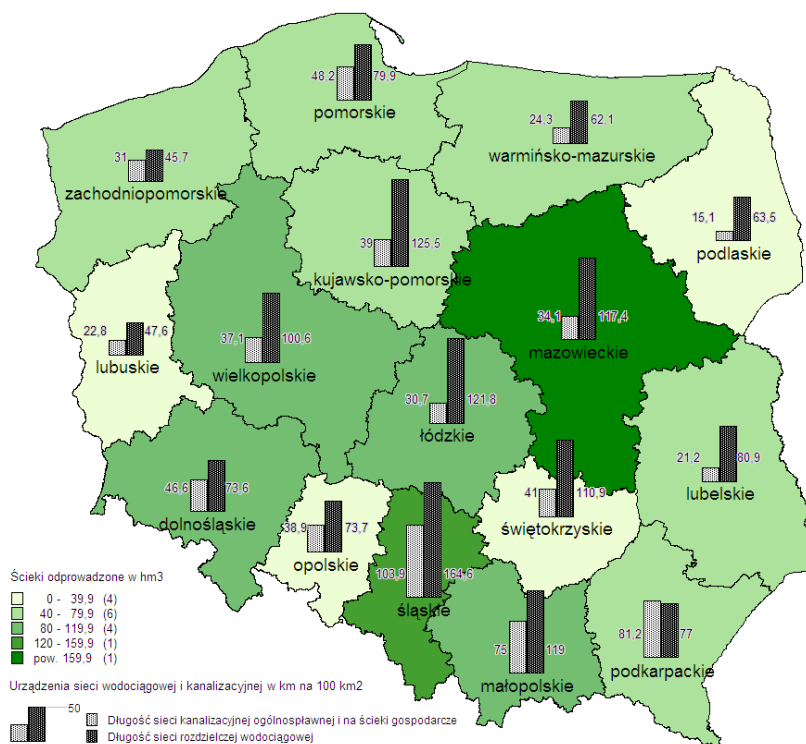 48,2 79,9
pomorskie
24,3 62,1
warmińsko-mazurskie
31 45,7
zachodniopomorskie
15,1 63,5
podlaskie
39 125,5
kujawsko-pomorskie
34,1 117,4
mazowieckie
22,8 47,6
lubuskie
37,1 100,6
wielkopolskie
30,7 121,8
łódzkie
21,2 80,9
lubelskie
46,6 73,6
dolnośląskie
38,9 73,7
opolskie
41 110,9
świętokrzyskie
103,9 164,6
śląskie
75 119
małopolskie
81,2 77
podkarpackie
Ścieki odprowadzone w hm3
0 - 39,9 (4)
40 - 79,9 (6)
80 - 119,9 (4)
120 - 159,9 (1)
pow. 159,9 (1)
Urządzenia sieci wodociągowej i kanalizacyjnej w km na 100 km2
50
Długość sieci kanalizacyjnej ogólnospławnej i na ścieki gospodarcze
Długość sieci rozdzielczej wodociągowej